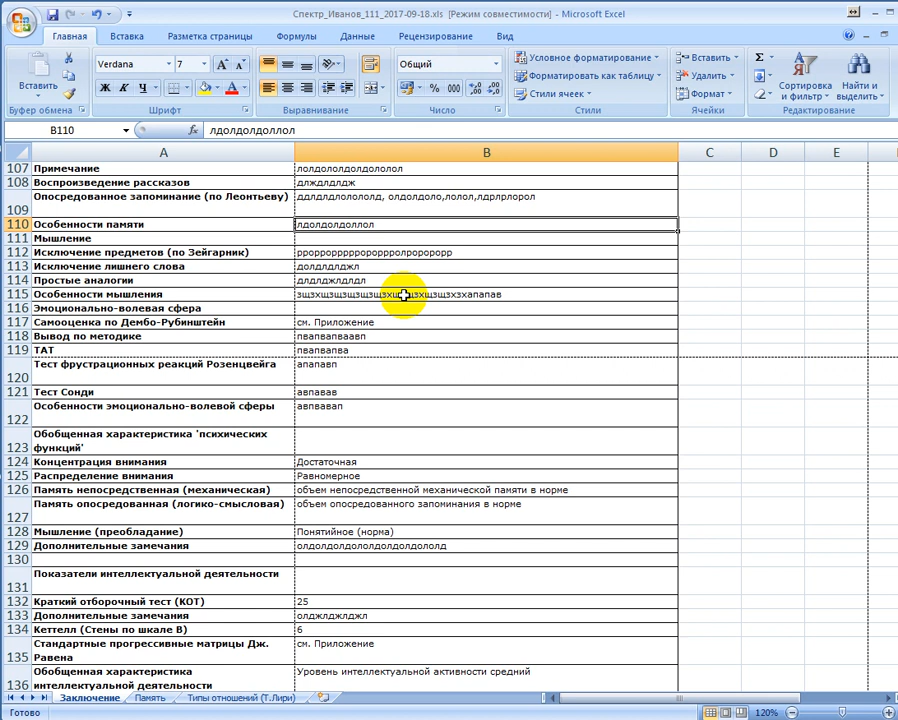 Спектр_Иванов_111_2017-09-18.xls [Режим совместимости] - Microsoft Excel
Главная Вставка Разметка страницы Формулы Данные Рецензирование Вид
Verdana 7 Общий Условное форматирование Вставить Σ
Форматировать как таблицу Удалить
Вставить Ж К Ч % 000 Стили ячеек Формат Сортировка и фильтр Найти и выделить
Буфер обмена Шрифт Выравнивание Число Стили Ячейки Редактирование
B110 fx лдолдолдоллол
A B C D E
107 Примечание лолдололдолдололол
108 Воспроизведение рассказов длждлдлдж
109 Опосредованное запоминание (по Леонтьеву) ддлдлдлолололд, олдолдоло,лолол,лдрлрлорол
110 Особенности памяти лдолдолдоллол
111 Мышление
112 Исключение предметов (по Зейгарник)
113 Исключение лишнего слова долдлдлджл
114 Простые аналогии длдлджлдлдл
115 Особенности мышления
116 Эмоционально-волевая сфера
117 Самооценка по Дембо-Рубинштейн см. Приложение
118 Вывод по методике пвапвапваавп
119 ТАТ пвапвапва
120 Тест фрустрационных реакций Розенцвейга апапавп
121 Тест Сонди авпавав
122 Особенности эмоционально-волевой сферы авпвавап
Обобщенная характеристика 'психических
123 функций'
124 Концентрация внимания Достаточная
125 Распределение внимания Равномерное
126 Память непосредственная (механическая) объем непосредственной механической памяти в норме
127 Память опосредованная (логико-смысловая) объем опосредованного запоминания в норме
128 Мышление (преобладание) Понятийное (норма)
129 Дополнительные замечания олдолдолдололдолдолдололд
130
131 Показатели интеллектуальной деятельности
132 Краткий отборочный тест (КОТ) 25
133 Дополнительные замечания олджлджлджл
134 Кеттелл (Стены по шкале В) 6
Стандартные прогрессивные матрицы Дж. см. Приложение
135 Равена
Обобщенная характеристика Уровень интеллектуальной активности средний
136 интеллектуальной деятельности
Заключение Память Типы отношений (Т.Лири)
Готово 120%